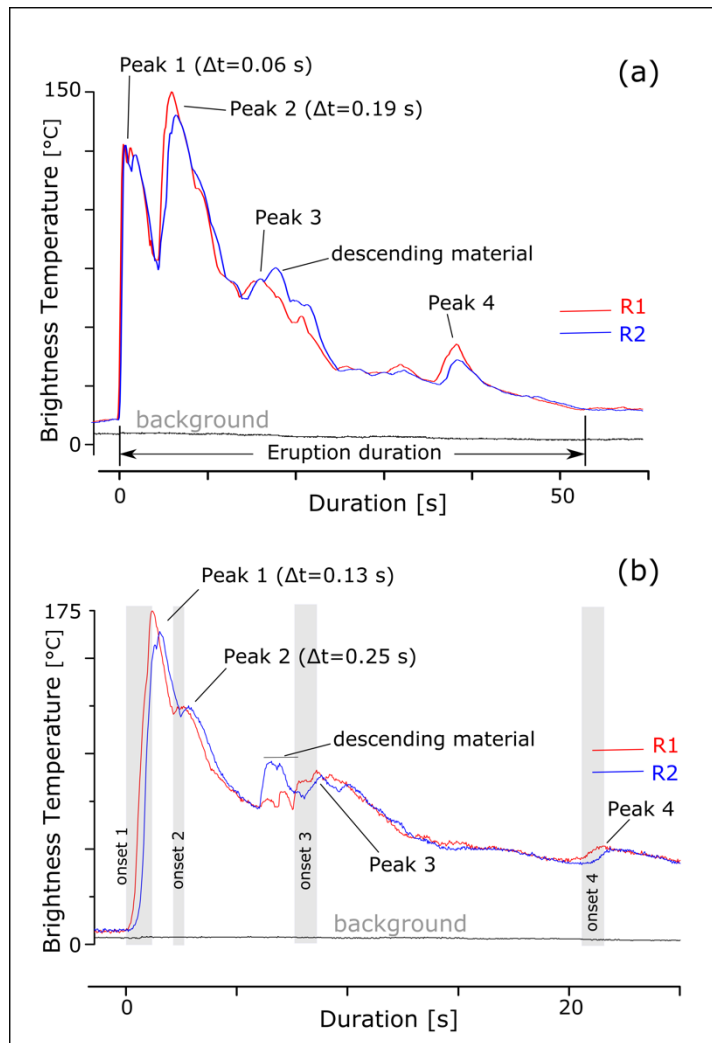 (a)
Peak 1 (Δt=0.06 s)
150
Peak 2 (Δt=0.19 s)
Brightness Temperature [°C]
Peak 3
descending material
Peak 4
R1
R2
background
0
Eruption duration
0
50
Duration [s]
(b)
Peak 1 (Δt=0.13 s)
175
Peak 2 (Δt=0.25 s)
Brightness Temperature [°C]
descending material
R1
R2
Peak 4
onset 1
onset 2
onset 3
Peak 3
onset 4
background
0
0
20
Duration [s]